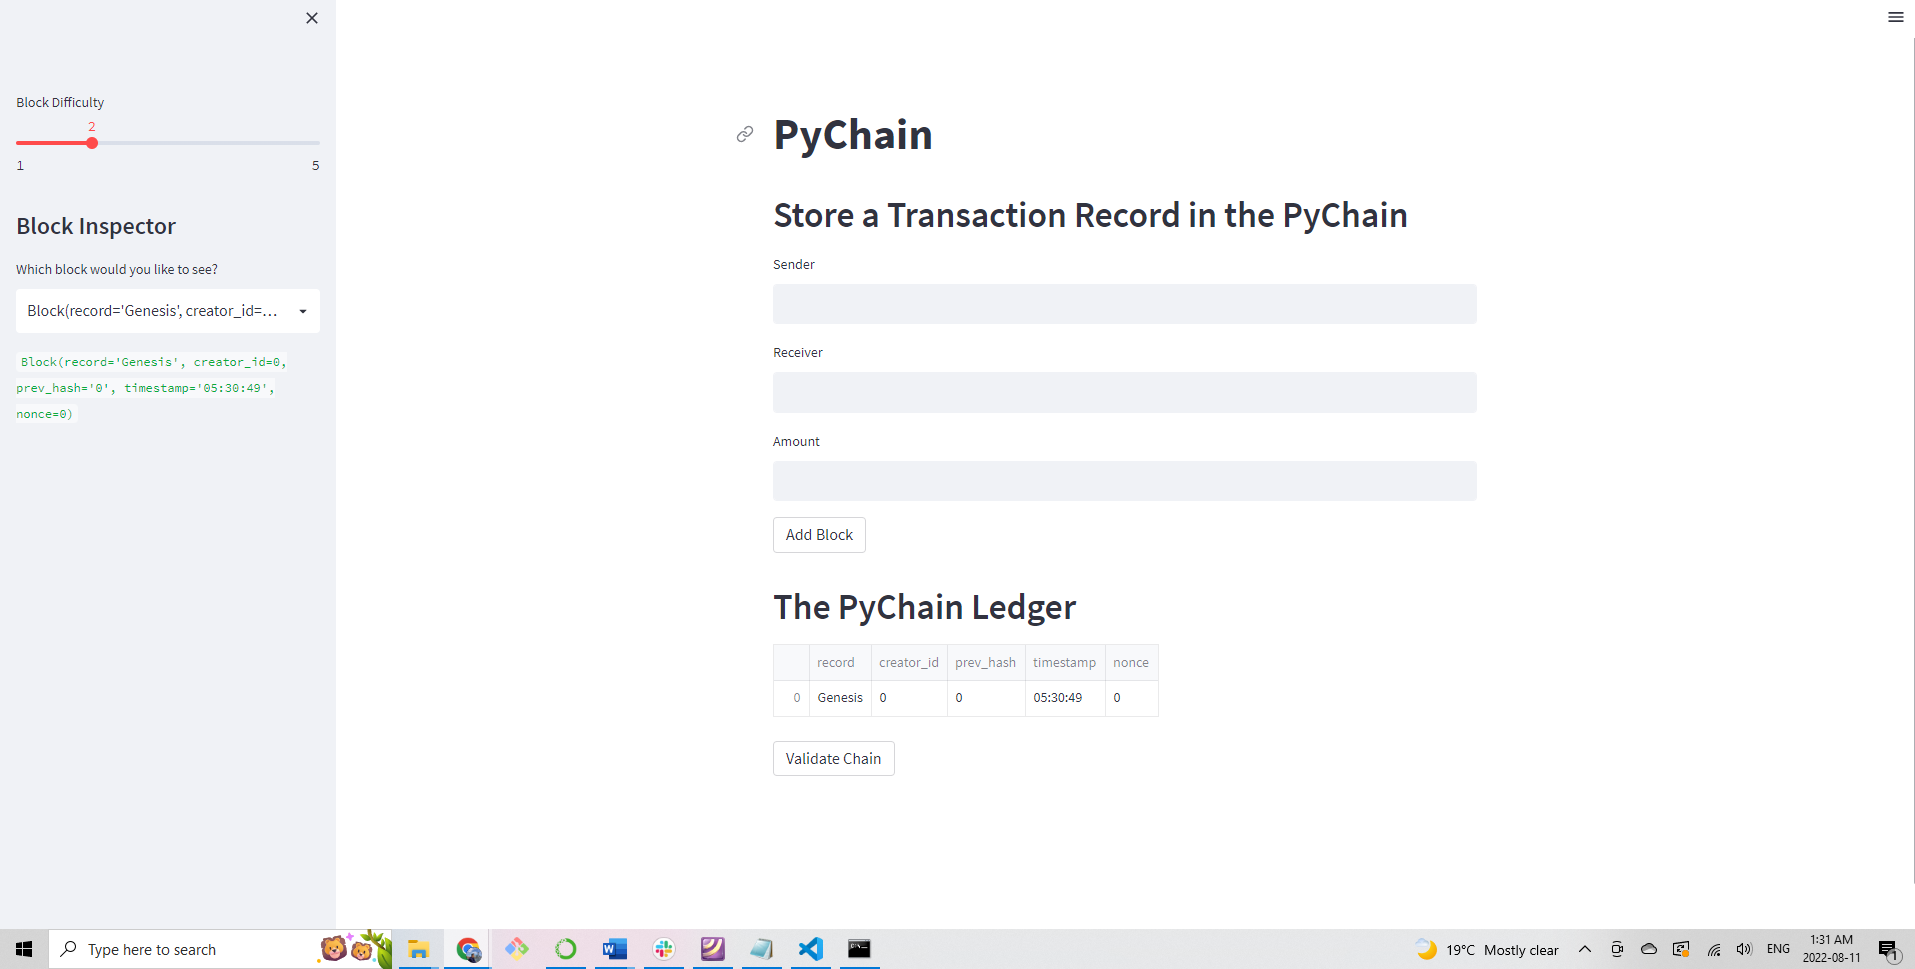 Block Difficulty
2
1 5
Block Inspector
Which block would you like to see?
Block(record='Genesis', creator_id=...
Block(record='Genesis', creator_id=0,
prev_hash='0', timestamp='05:30:49',
nonce=0)
PyChain
Store a Transaction Record in the PyChain
Sender
Receiver
Amount
Add Block
The PyChain Ledger
record creator_id prev_hash timestamp nonce
0 Genesis 0 0 05:30:49 0
Validate Chain
Type here to search
19°C Mostly clear
ENG
1:31 AM
2022-08-11
1